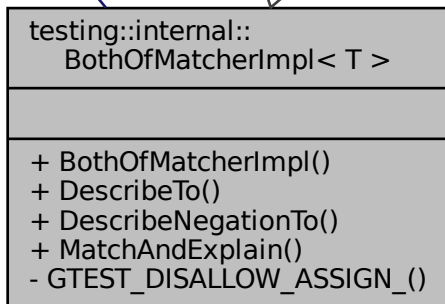 testing::internal::
BothOfMatcherImpl< T >
+ BothOfMatcherImpl()
+ DescribeTo()
+ DescribeNegationTo()
+ MatchAndExplain()
- GTEST_DISALLOW_ASSIGN_()